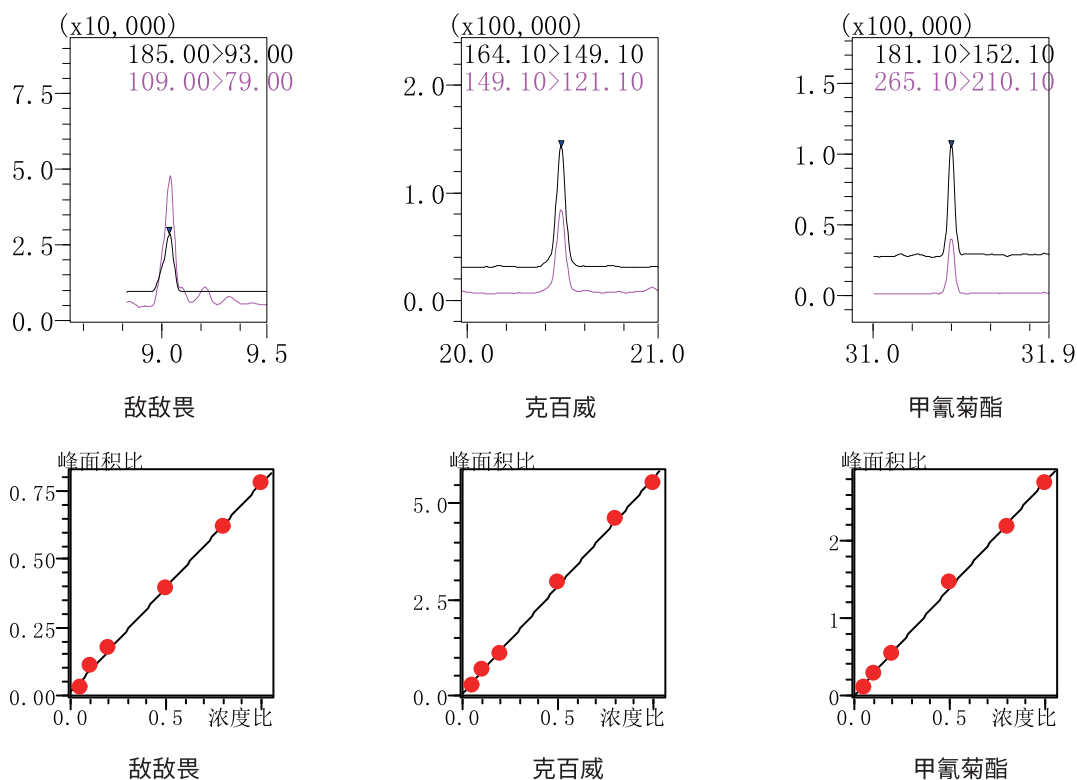 (x10,000)
185.00>93.00
109.00>79.00
7.5
5.0
2.5
0.0
9.0 9.5
敌敌畏
(x100,000)
164.10>149.10
149.10>121.10
2.0
1.0
0.0
20.0 21.0
克百威
(x100,000)
181.10>152.10
265.10>210.10
1.5
1.0
0.5
0.0
31.0 31.9
甲氰菊酯
峰面积比
0.75
0.50
0.25
0.00
0.0 0.5 浓度比
敌敌畏
峰面积比
5.0
2.5
0.0
0.0 0.5 浓度比
克百威
峰面积比
2
1
0
0.0 0.5 浓度比
甲氰菊酯